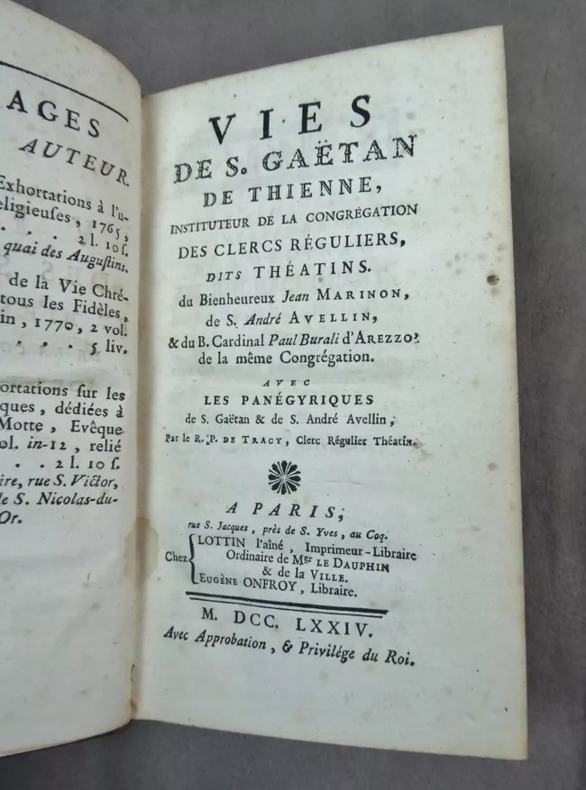 AGES
AUTEUR.
Exhortations à l'u-
eligieuſes, 1765,
. . . 2 l. 10 ſ.
quai des Auguſtins.
de la Vie Chré-
tous les Fidèles,
in, 1770, 2 vol.
. . . 5 liv.
ortations sur les
ques, dédiées à
Motte, Evêque
ol. in-12, relié
. . 2 l. 10 ſ.
ire, rue S. Victor,
le S. Nicolas-du-
Or.
VIES
DE S. GAËTAN
DE THIENNE,
INSTITUTEUR DE LA CONGRÉGATION
DES CLERCS RÉGULIERS,
DITS THÉATINS.
du Bienheureux Jean MARINON,
de S. André AVELLIN,
& du B. Cardinal Paul Burali d'AREZZO,
de la même Congrégation.
AVEC
LES PANÉGYRIQUES
de S. Gaëtan & de S. André Avellin,
Par le R. P. DE TRACY, Clerc Régulier Théatin.
A PARIS,
rue S. Jacques, près de S. Yves, au Coq.
Chez
LOTTIN l'aîné, Imprimeur-Libraire
Ordinaire de Mgr LE DAUPHIN
& de la VILLE.
EUGÈNE ONFROY, Libraire.
M. DCC. LXXIV.
Avec Approbation, & Privilége du Roi.